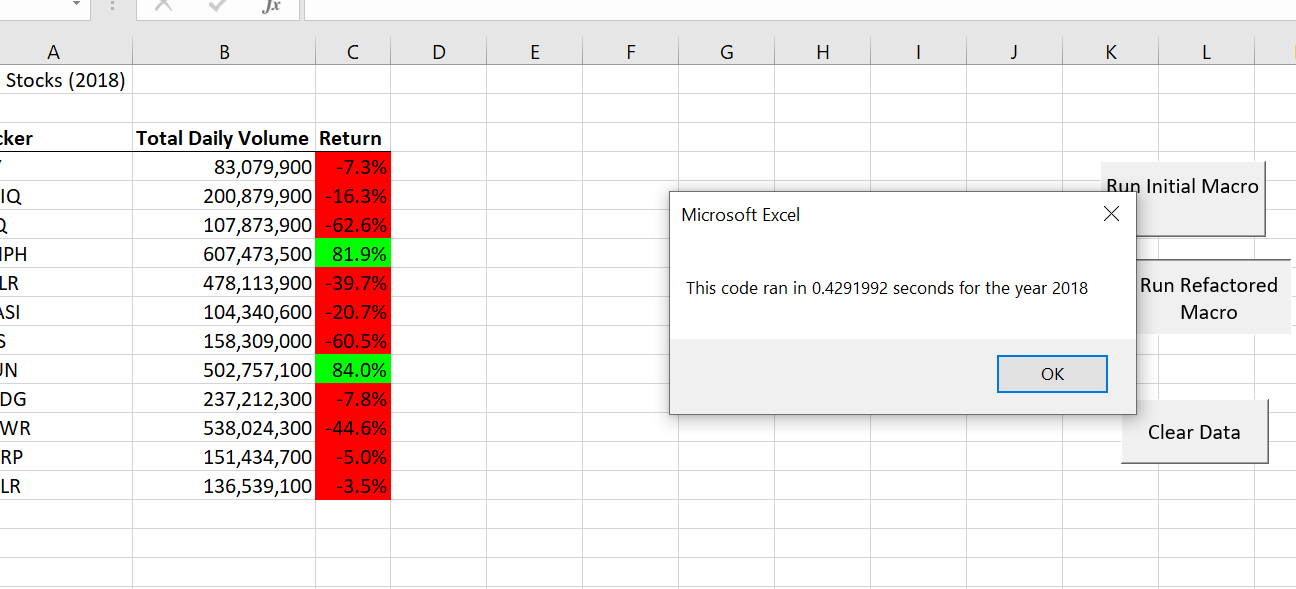 fx
A B C D E F G H I J K L
Stocks (2018)
cker Total Daily Volume Return
83,079,900 -7.3%
IQ 200,879,900 -16.3%
Q 107,873,900 -62.6%
IPH 607,473,500 81.9%
LR 478,113,900 -39.7%
ASI 104,340,600 -20.7%
S 158,309,000 -60.5%
UN 502,757,100 84.0%
DG 237,212,300 -7.8%
WR 538,024,300 -44.6%
RP 151,434,700 -5.0%
LR 136,539,100 -3.5%
Run Initial Macro
Microsoft Excel
This code ran in 0.4291992 seconds for the year 2018
OK
Run Refactored
Macro
Clear Data